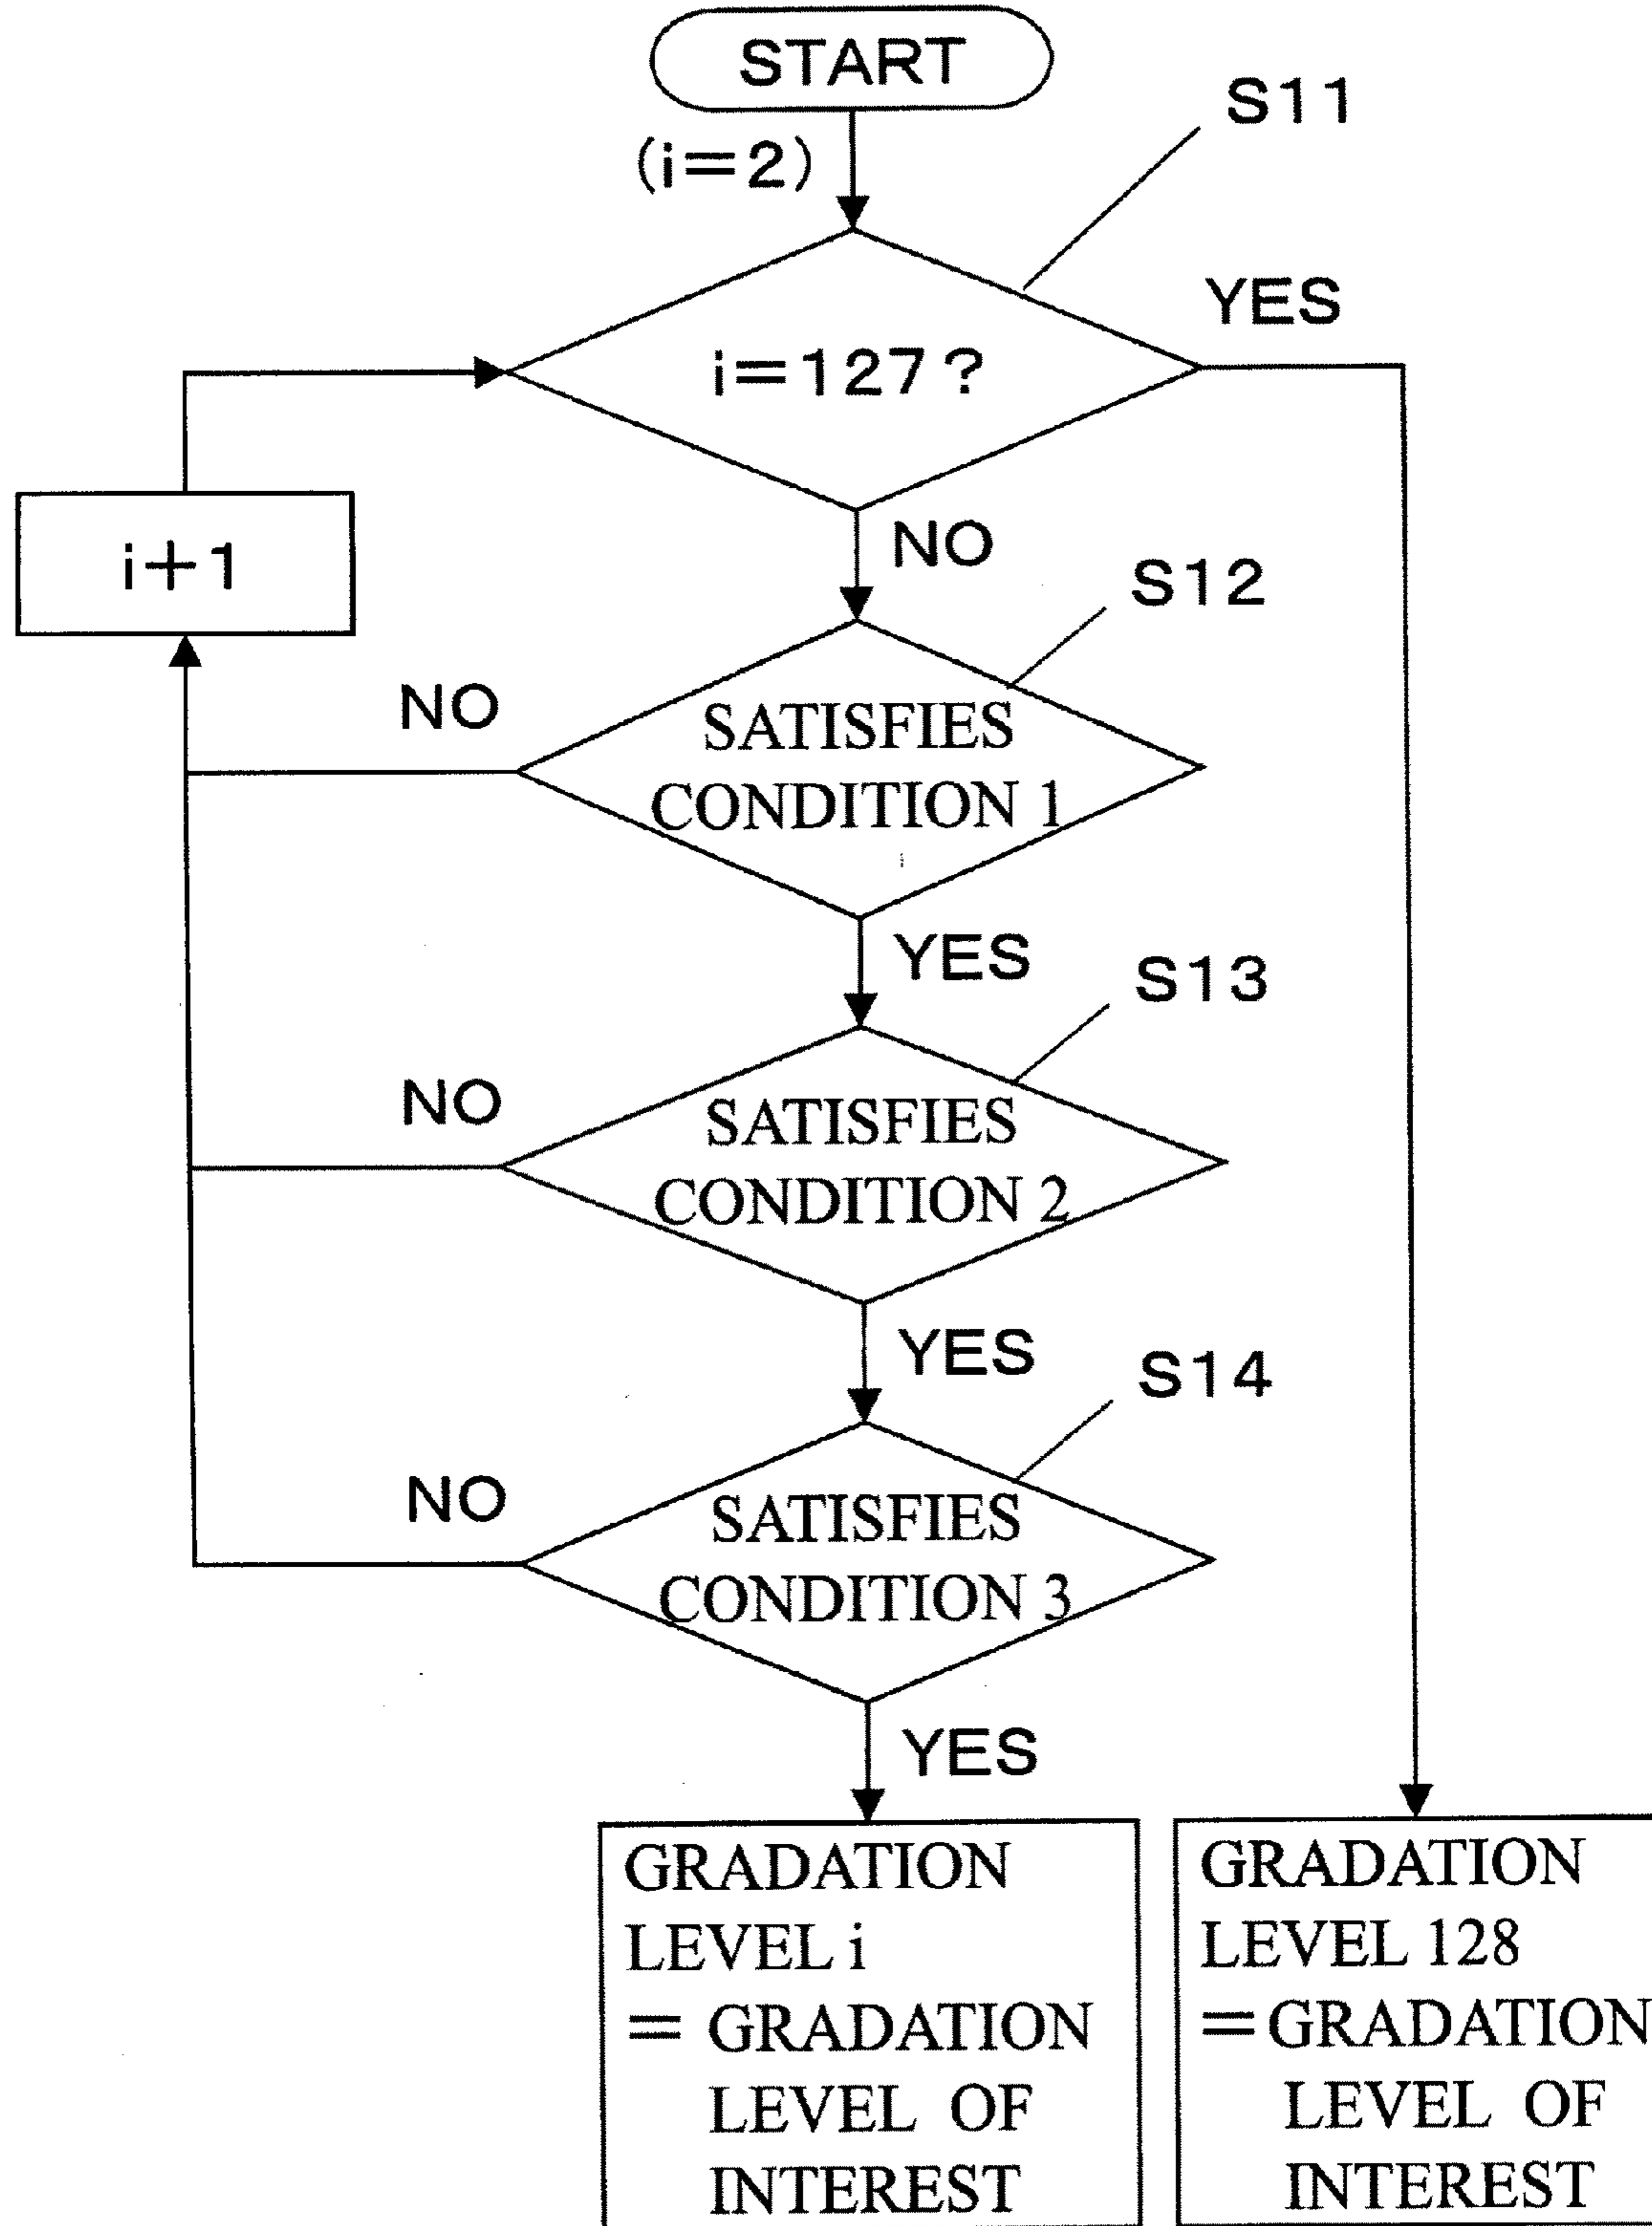 START
(i=2)
S11
YES
i=127?
i+1
NO
S12
NO
SATISFIES
CONDITION 1
YES
S13
NO
SATISFIES
CONDITION 2
YES
S14
NO
SATISFIES
CONDITION 3
YES
GRADATION
LEVEL i
= GRADATION
LEVEL OF
INTEREST
GRADATION
LEVEL 128
=GRADATION
LEVEL OF
INTEREST